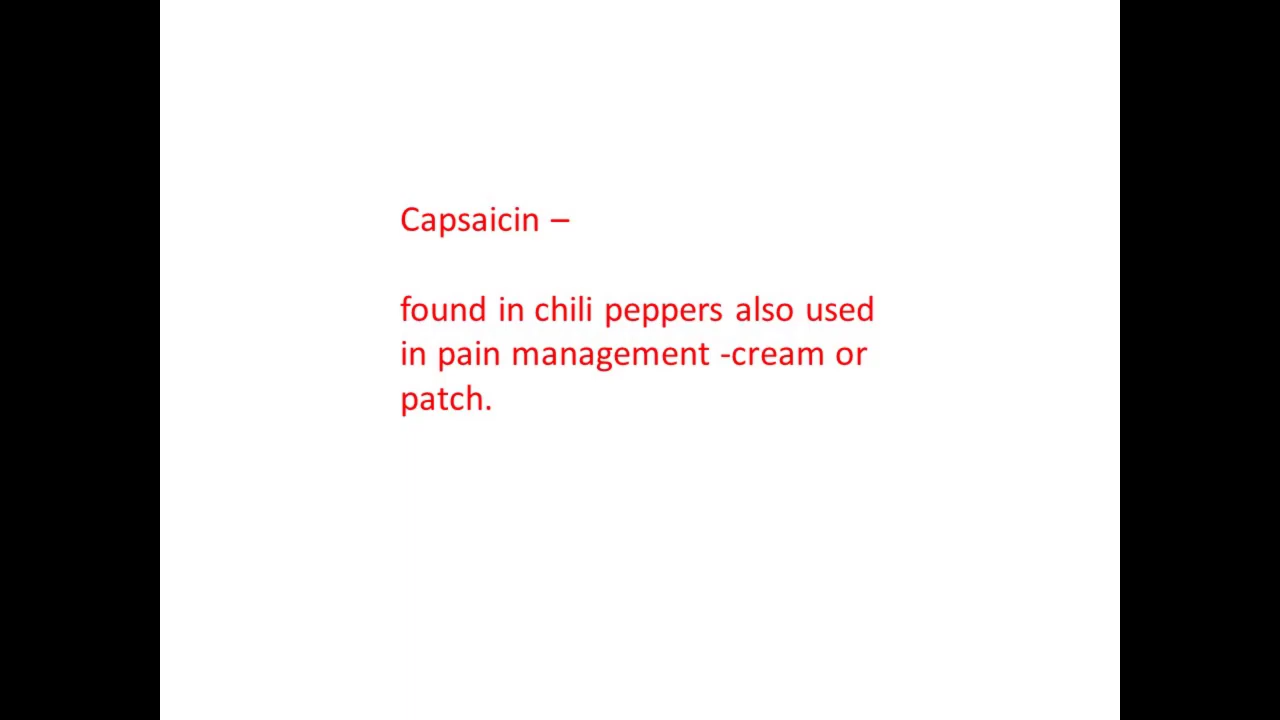 Capsaicin –
found in chili peppers also used
in pain management -cream or
patch.